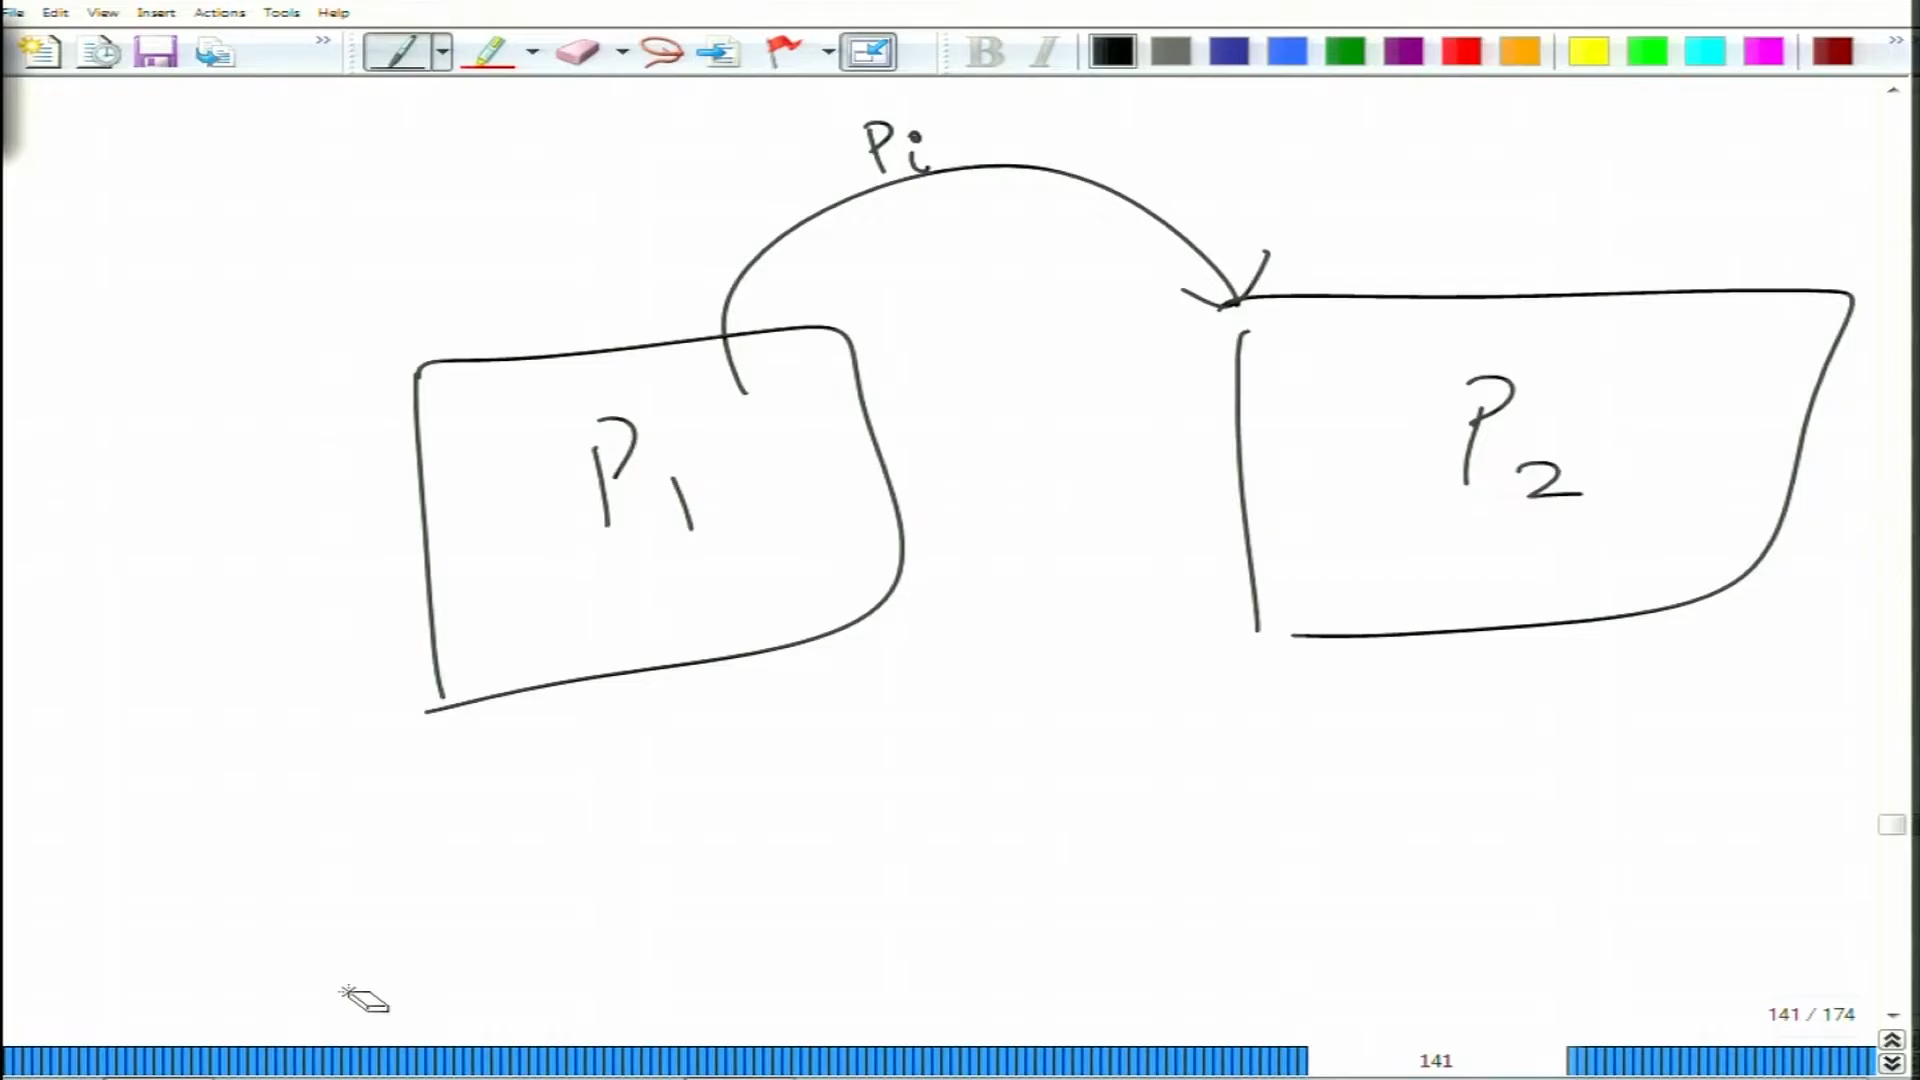 File Edit View Insert Actions Tools Help
B I
Pi
P1
P2
141 / 174
141